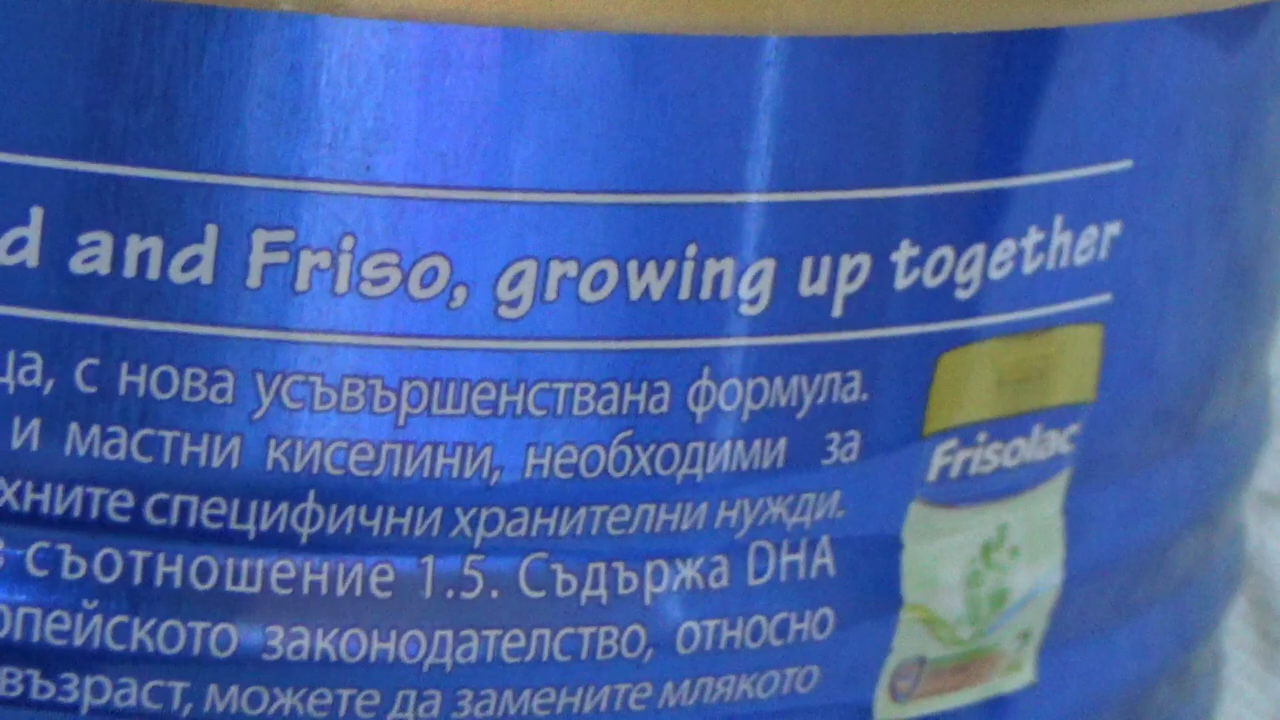 and Friso, growing up together
с нова усъвършенствана формула.
и мастни киселини, необходими за
специфични хранителни нужди.
съотношение 1.5. Съдържа DHA
законодателство, относно
възраст, можете да замените млякото
Frisolac